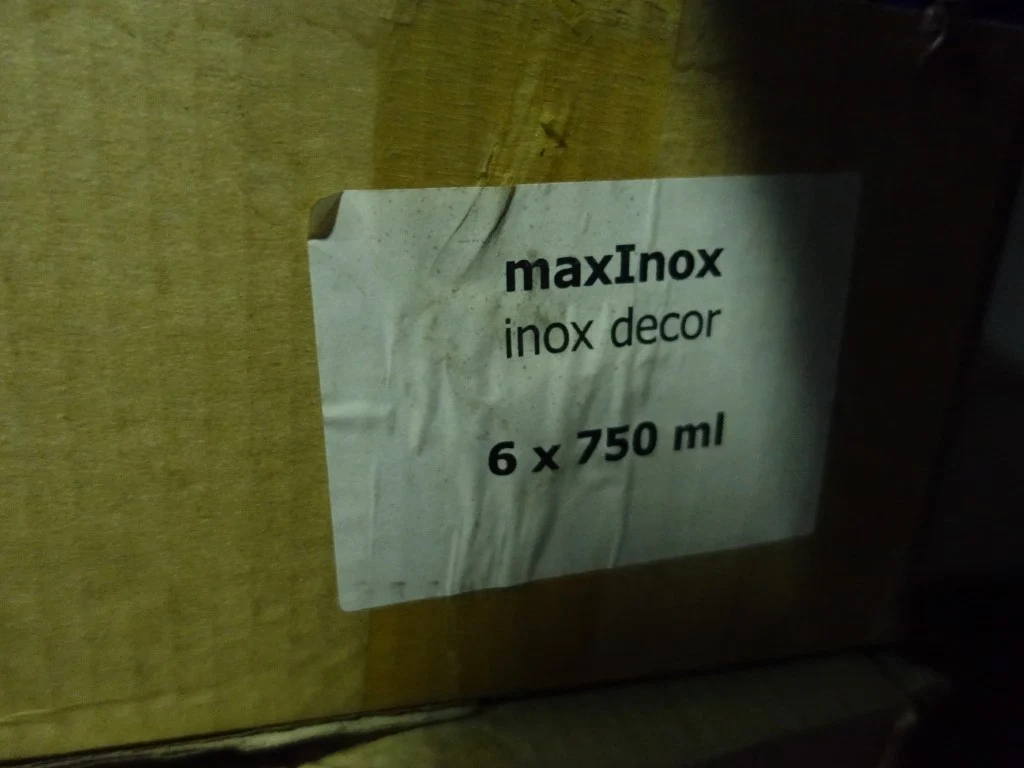 maxInox
inox decor
6 x 750 ml